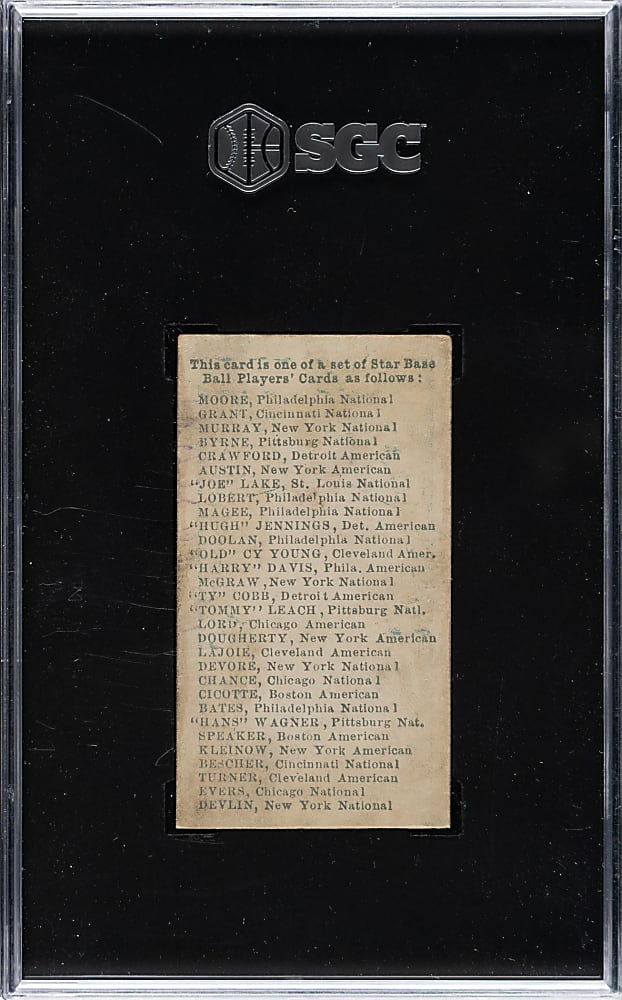 SGC
This card is one of a set of Star Base
Ball Players' Cards as follows:
MOORE, Philadelphia National
GRANT, Cincinnati National
MURRAY, New York National
BYRNE, Pittsburg National
CRAWFORD, Detroit American
AUSTIN, New York American
"JOE" LAKE, St. Louis National
LOBERT, Philadelphia National
MAGEE, Philadelphia National
"HUGH" JENNINGS, Det. American
DOOLAN, Philadelphia National
"OLD" CY YOUNG, Cleveland Amer.
"HARRY" DAVIS, Phila. American
McGRAW, New York National
"TY" COBB, Detroit American
"TOMMY" LEACH, Pittsburg Natl.
LORD, Chicago American
DOUGHERTY, New York American
LAJOIE, Cleveland American
DEVORE, New York National
CHANCE, Chicago National
CICOTTE, Boston American
BATES, Philadelphia National
"HANS" WAGNER, Pittsburg Nat.
SPEAKER, Boston American
KLEINOW, New York American
BESCHER, Cincinnati National
TURNER, Cleveland American
EVERS, Chicago National
DEVLIN, New York National